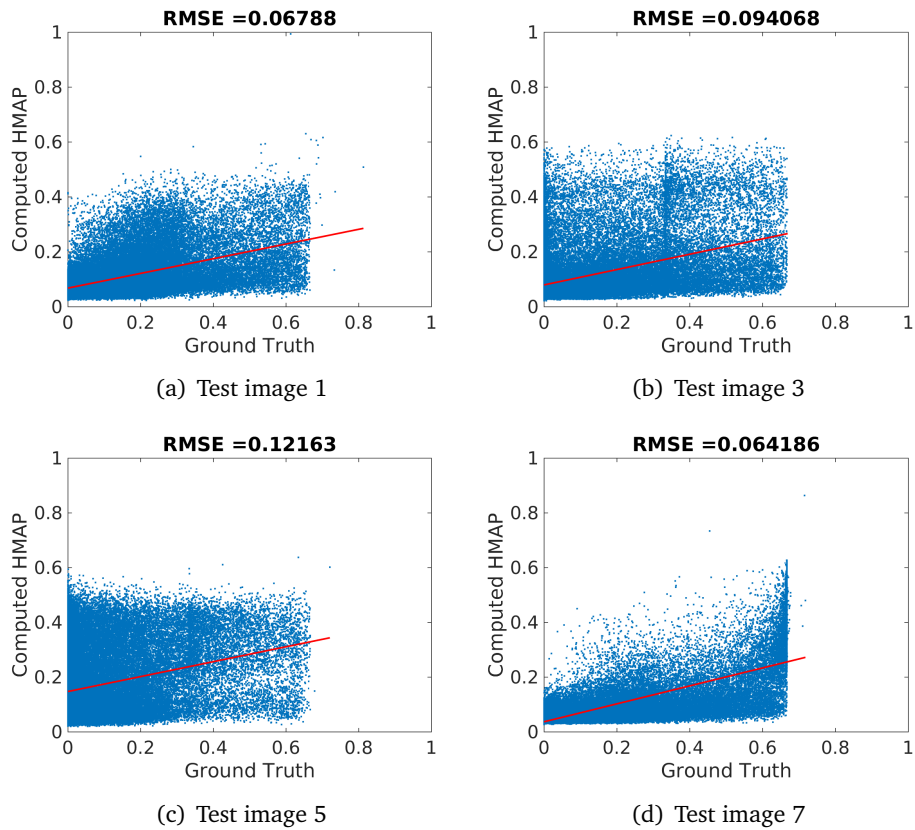 RMSE =0.06788
1
0.8
0.6
0.4
0.2
0
Computed HMAP
0 0.2 0.4 0.6 0.8 1
Ground Truth
(a) Test image 1
RMSE =0.094068
1
0.8
0.6
0.4
0.2
0
Computed HMAP
0 0.2 0.4 0.6 0.8 1
Ground Truth
(b) Test image 3
RMSE =0.12163
1
0.8
0.6
0.4
0.2
0
Computed HMAP
0 0.2 0.4 0.6 0.8 1
Ground Truth
(c) Test image 5
RMSE =0.064186
1
0.8
0.6
0.4
0.2
0
Computed HMAP
0 0.2 0.4 0.6 0.8 1
Ground Truth
(d) Test image 7